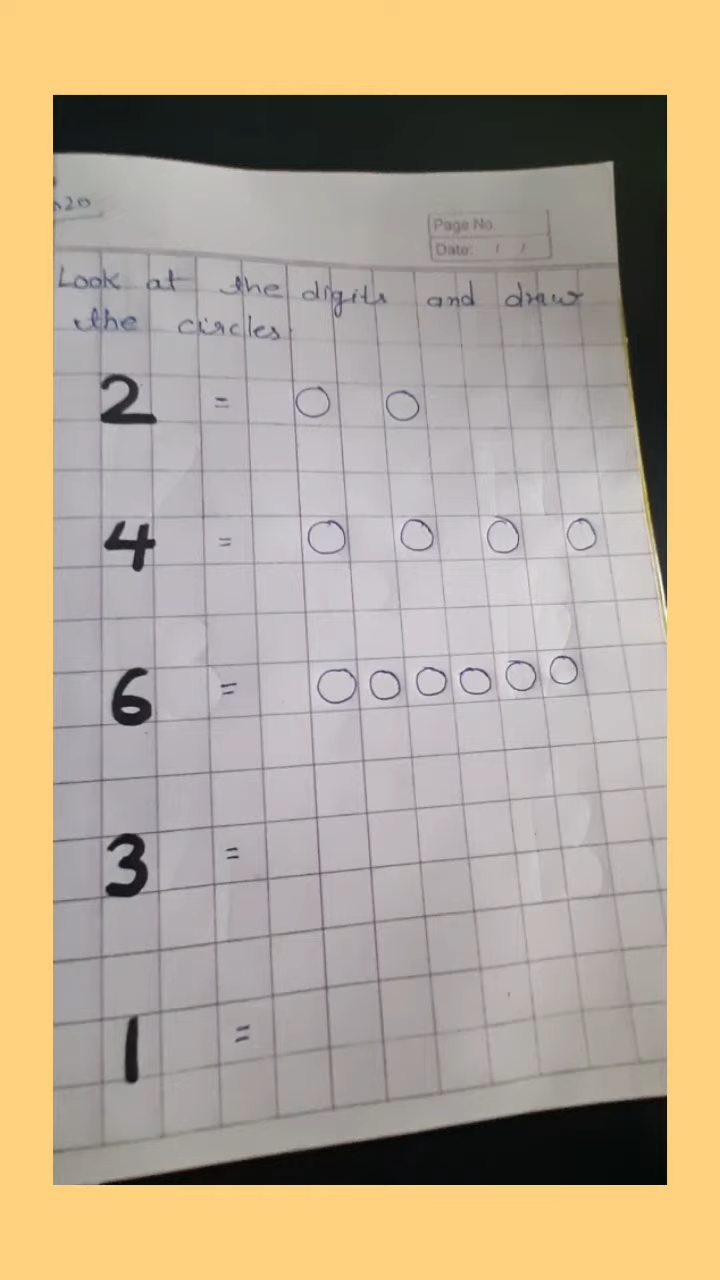 Page No.
Date: / /
Look at the digits and draw
the circles
2 = ○ ○
4 = ○ ○ ○ ○
6 = ○ ○ ○ ○ ○ ○
3 =
1 =